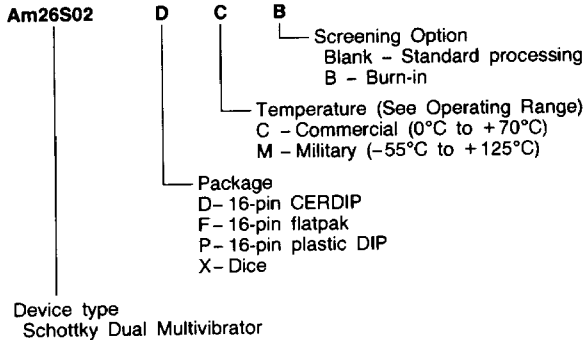 Am26S02 D C B
Screening Option
Blank – Standard processing
B – Burn-in
Temperature (See Operating Range)
C – Commercial (0°C to +70°C)
M – Military (–55°C to +125°C)
Package
D– 16-pin CERDIP
F– 16-pin flatpak
P– 16-pin plastic DIP
X– Dice
Device type
Schottky Dual Multivibrator